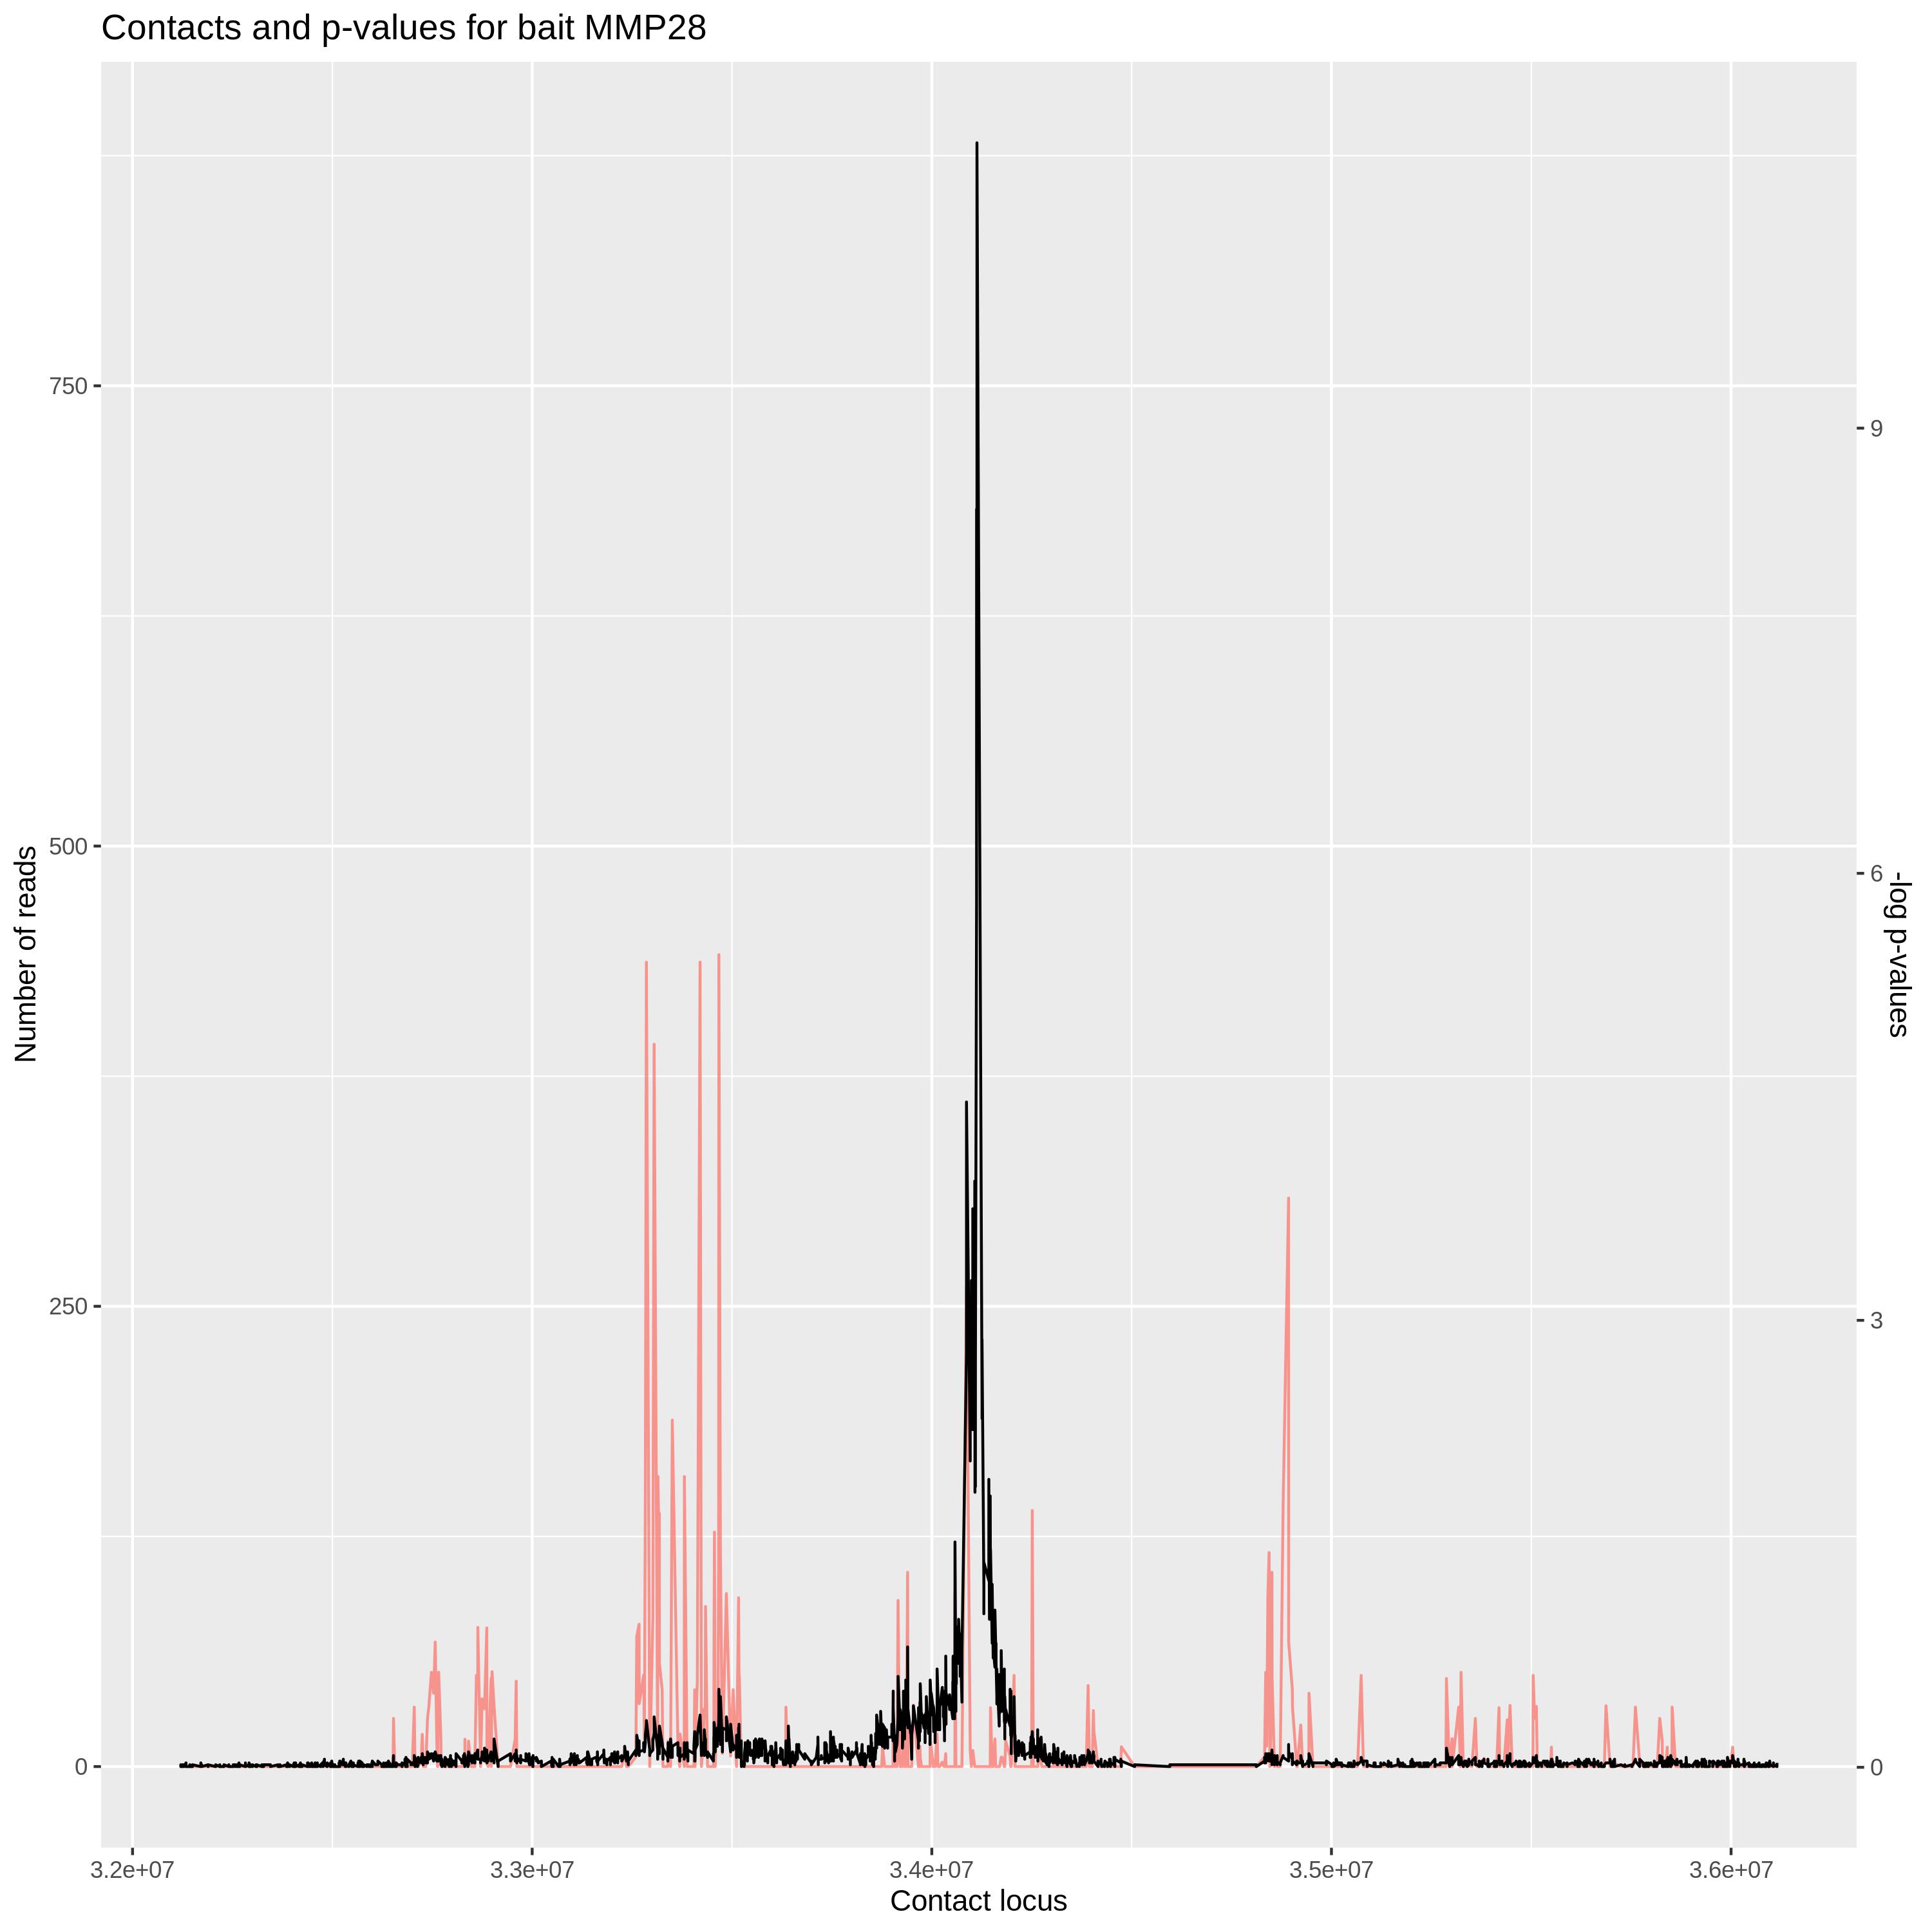 Contacts and p-values for bait MMP28
750
500
250
0
Number of reads
9
6
3
0
-log p-values
3.2e+07
3.3e+07
3.4e+07
3.5e+07
3.6e+07
Contact locus